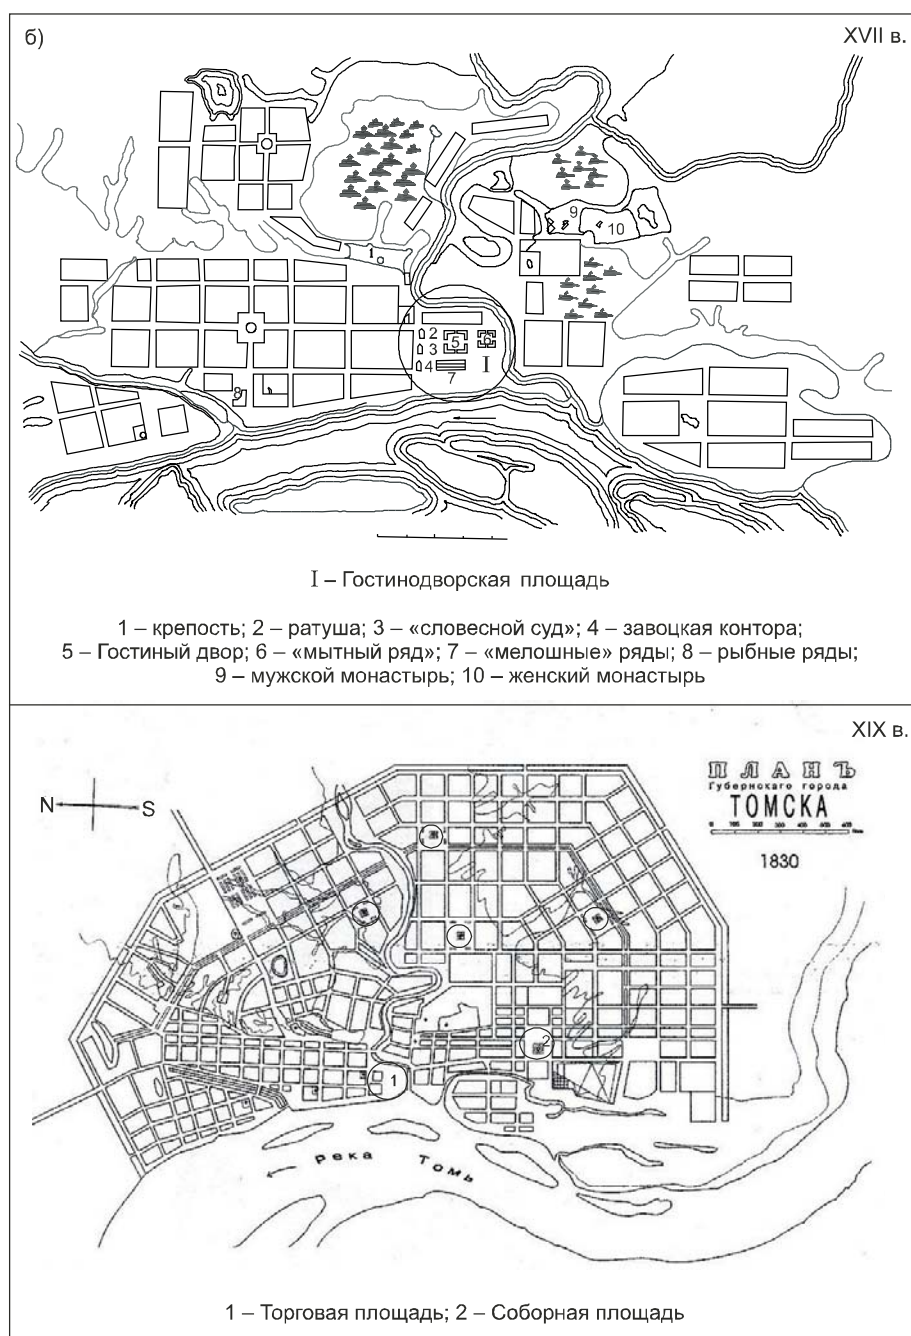 б)
XVII в.
1
9
10
1
2
3
4
5
6
I
7
8
I – Гостинодворская площадь
1 – крепость; 2 – ратуша; 3 – «словесной суд»; 4 – завоцкая контора;
5 – Гостиный двор; 6 – «мытный ряд»; 7 – «мелошные» ряды; 8 – рыбные ряды;
9 – мужской монастырь; 10 – женский монастырь
XIX в.
N S
ПЛАНЪ
Губернскаго города
ТОМСКА
1830
2
1
река Томь
1 – Торговая площадь; 2 – Соборная площадь